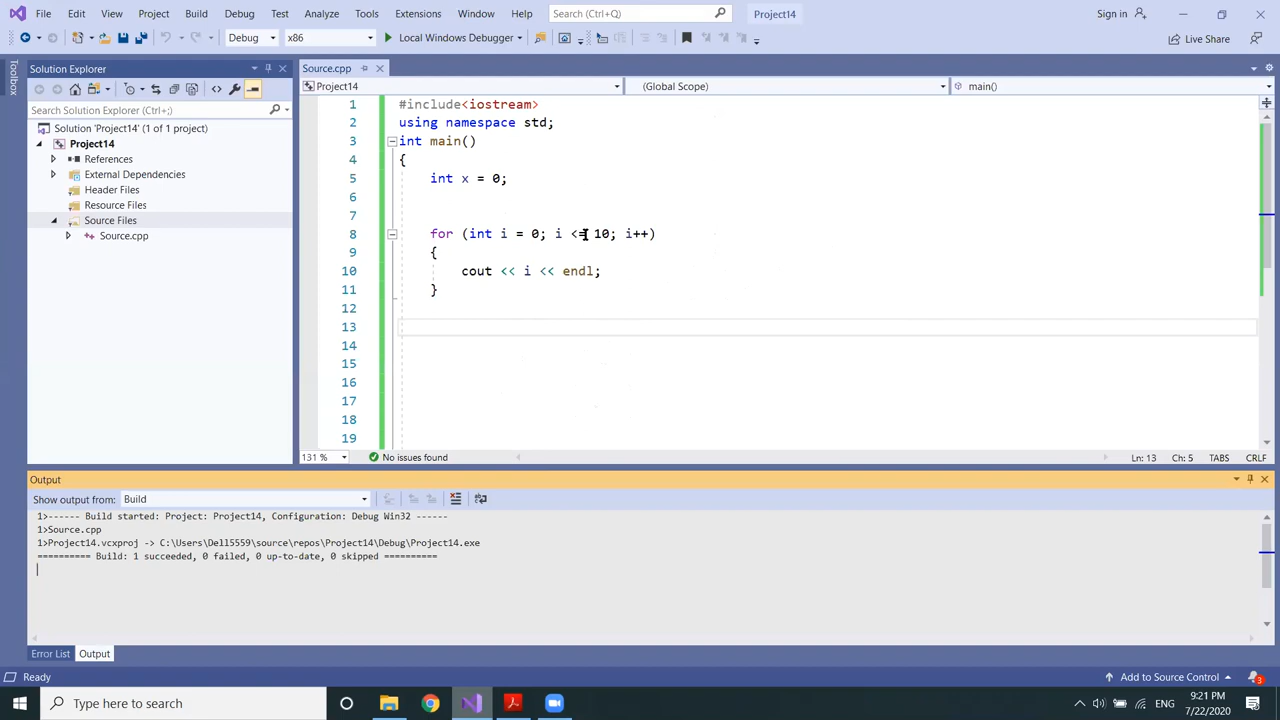 File Edit View Project Build Debug Test Analyze Tools Extensions Window Help Search (Ctrl+Q) Project14 Sign in
Debug x86 Local Windows Debugger Live Share
Toolbox
Solution Explorer
Source.cpp
Project14 (Global Scope) main()
Search Solution Explorer (Ctrl+;)
Solution 'Project14' (1 of 1 project)
Project14
References
External Dependencies
Header Files
Resource Files
Source Files
Source.cpp
1 #include<iostream>
2 using namespace std;
3 int main()
4 {
5 int x = 0;
6
7
8 for (int i = 0; i <= 10; i++)
9 {
10 cout << i << endl;
11 }
12
13
14
15
16
17
18
19
131 % No issues found Ln: 13 Ch: 5 TABS CRLF
Output
Show output from: Build
1>------ Build started: Project: Project14, Configuration: Debug Win32 ------
1>Source.cpp
1>Project14.vcxproj -> C:\Users\Dell5559\source\repos\Project14\Debug\Project14.exe
========== Build: 1 succeeded, 0 failed, 0 up-to-date, 0 skipped ==========
Error List Output
Ready Add to Source Control 3
Type here to search ENG 9:21 PM
7/22/2020